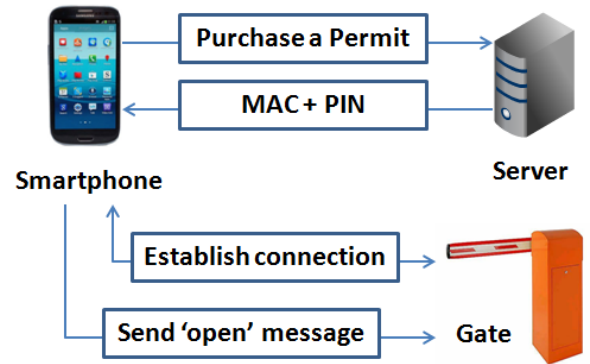 Purchase a Permit
MAC + PIN
Smartphone
Server
Establish connection
Send ‘open’ message
Gate